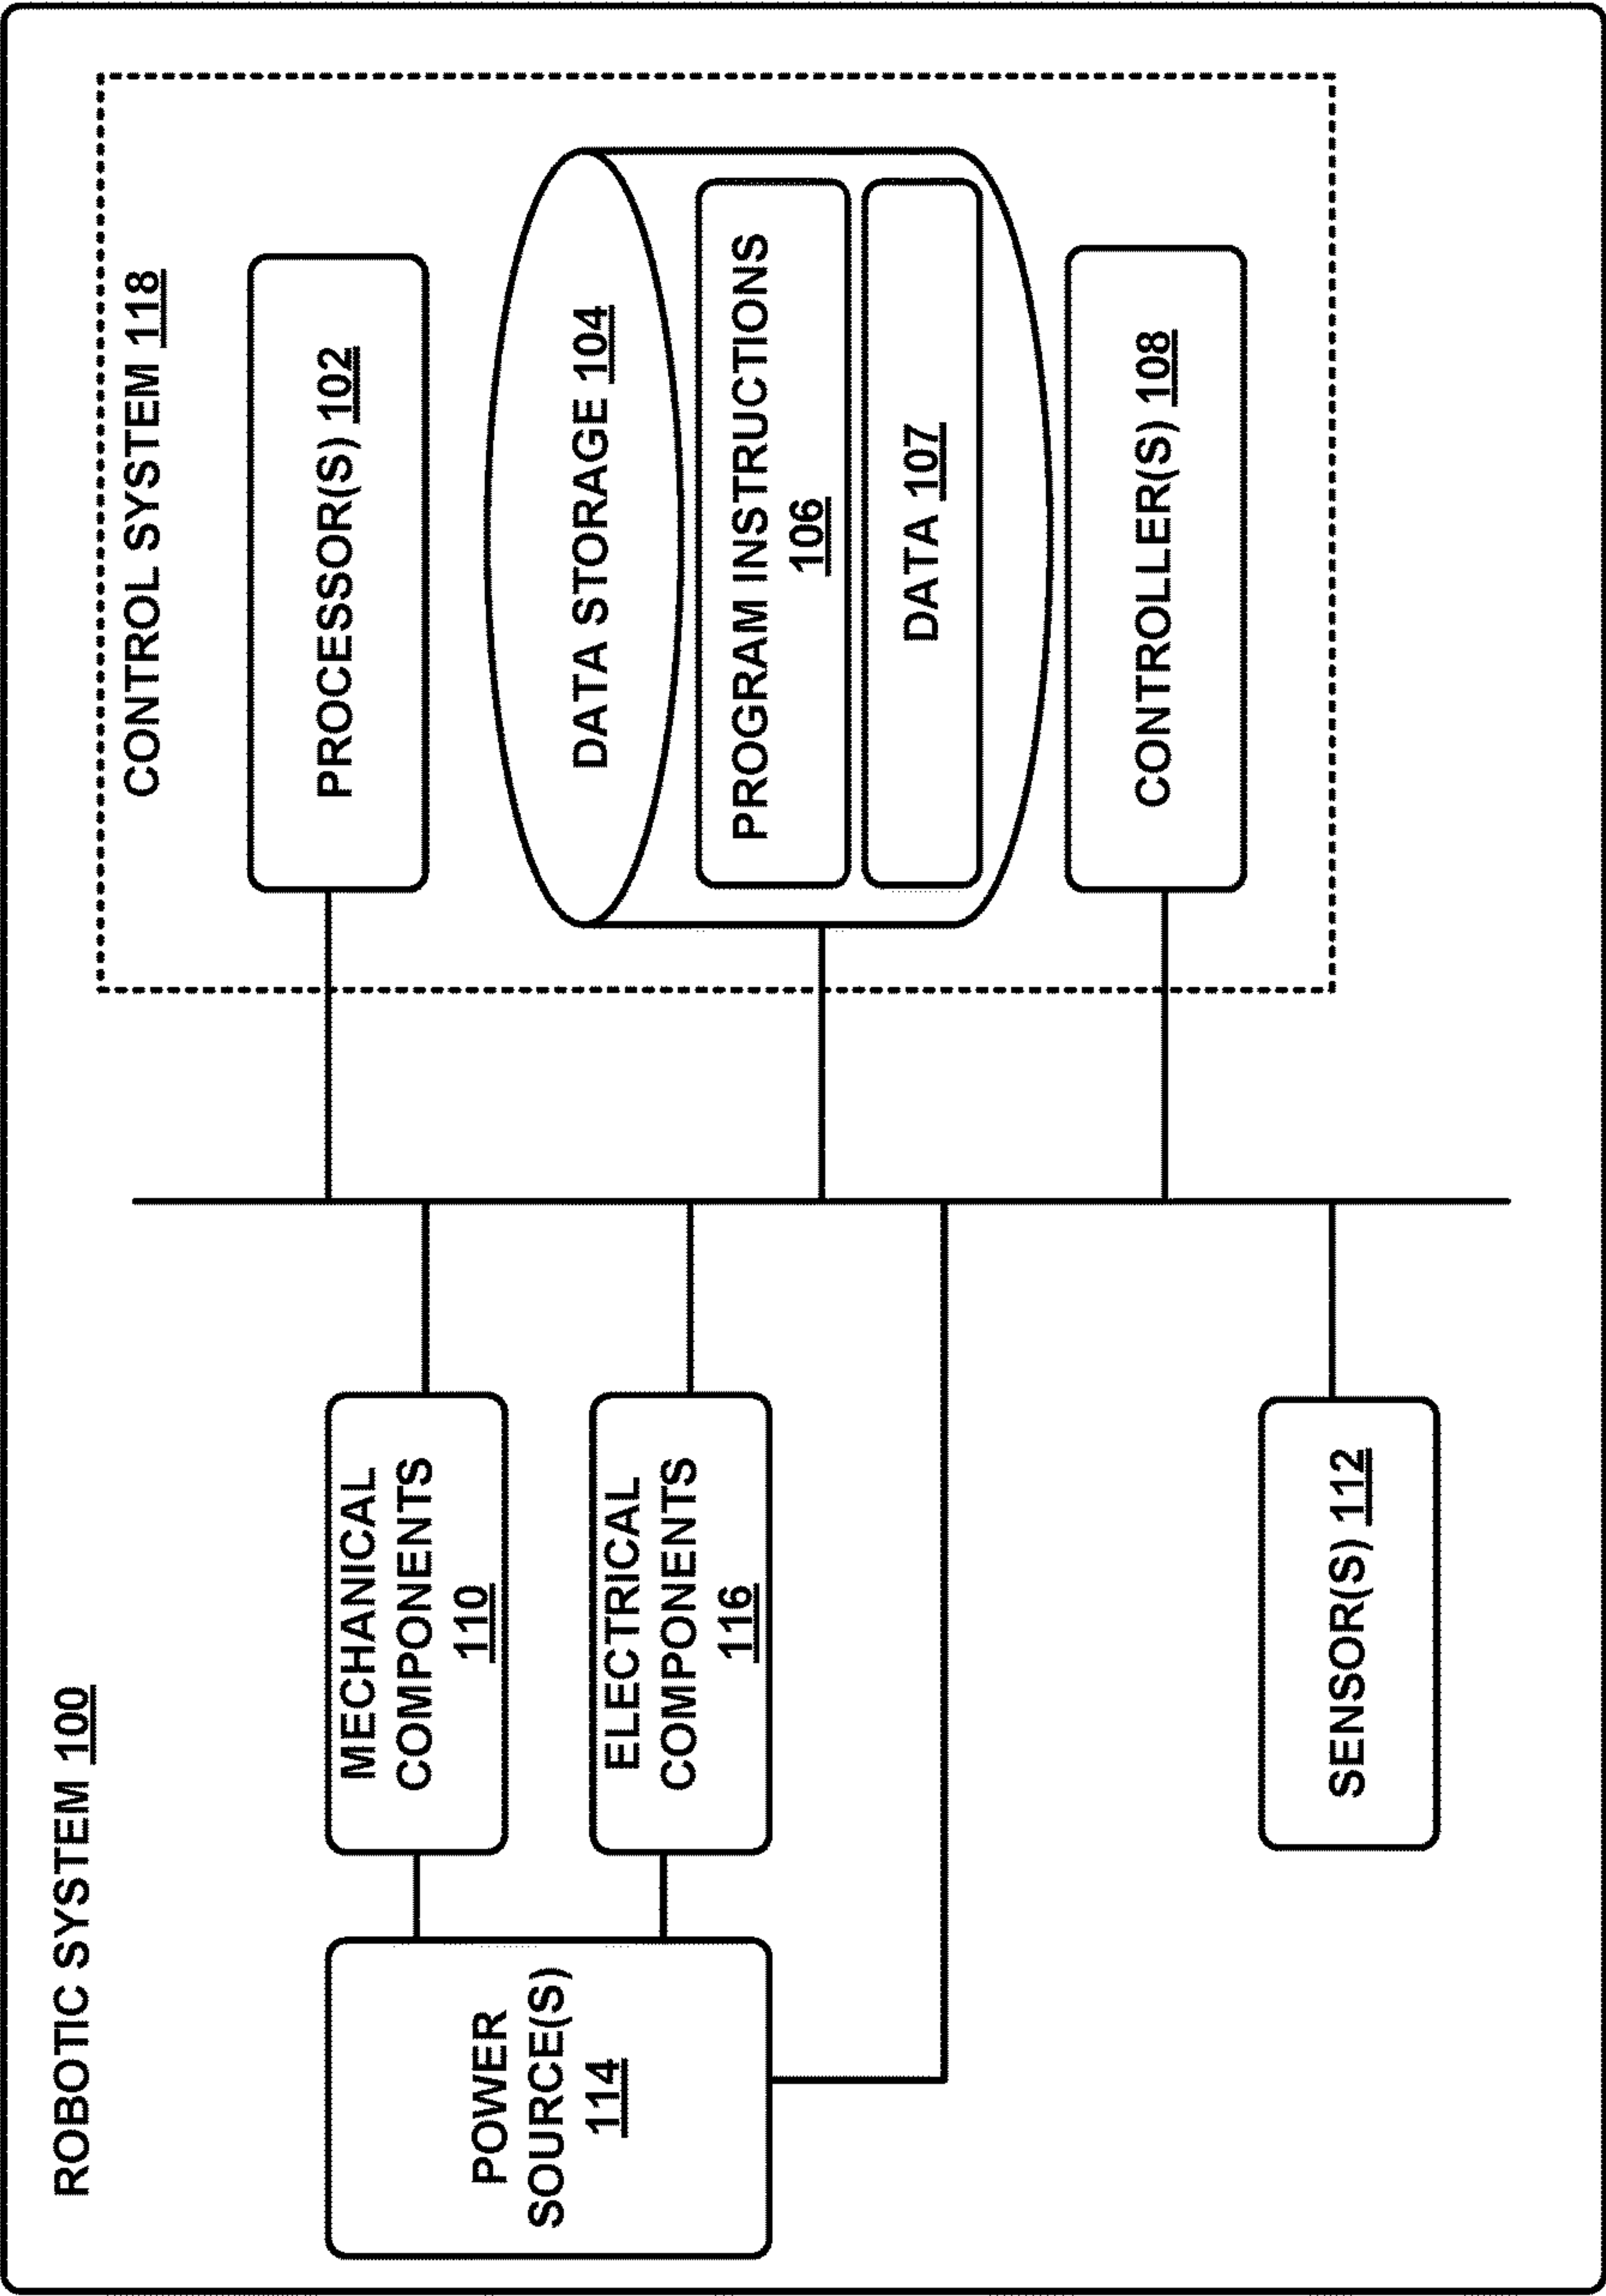 ROBOTIC SYSTEM 100
POWER
SOURCE(S)
114
MECHANICAL
COMPONENTS
110
ELECTRICAL
COMPONENTS
116
SENSOR(S) 112
CONTROL SYSTEM 118
PROCESSOR(S) 102
DATA STORAGE 104
PROGRAM INSTRUCTIONS
106
DATA 107
CONTROLLER(S) 108